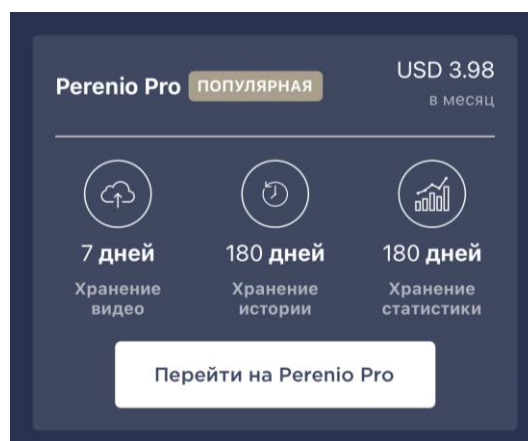 Perenio Pro ПОПУЛЯРНАЯ USD 3.98
в месяц
7 дней 180 дней 180 дней
Хранение Хранение Хранение
видео истории статистики
Перейти на Perenio Pro